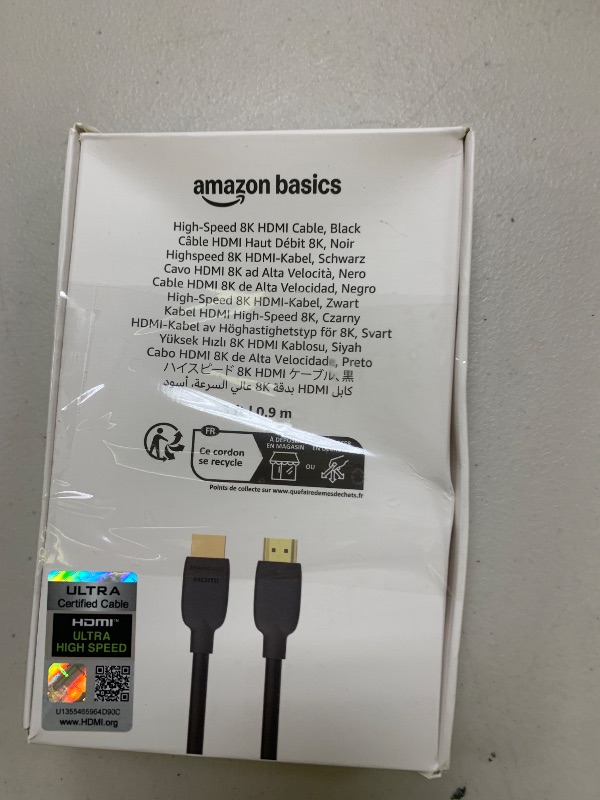 amazon basics
High-Speed 8K HDMI Cable, Black
Câble HDMI Haut Débit 8K, Noir
Highspeed 8K HDMI-Kabel, Schwarz
Cavo HDMI 8K ad Alta Velocità, Nero
Cable HDMI 8K de Alta Velocidad, Negro
High-Speed 8K HDMI-Kabel, Zwart
Kabel HDMI High-Speed 8K, Czarny
HDMI-Kabel av Höghastighetstyp för 8K, Svart
Yüksek Hızlı 8K HDMI Kablosu, Siyah
Cabo HDMI 8K de Alta Velocidade, Preto
ハイスピード 8K HDMI ケーブル、黒
كابل HDMI بدقة 8K عالي السرعة، أسود
0.9 m
FR
Ce cordon
se recycle
À DÉPOSER
EN MAGASIN
OU
Points de collecte sur www.quefairedemesdechets.fr
HDMI
ULTRA
Certified Cable
HDMI™
ULTRA
HIGH SPEED
U1355465964D90C
www.HDMI.org